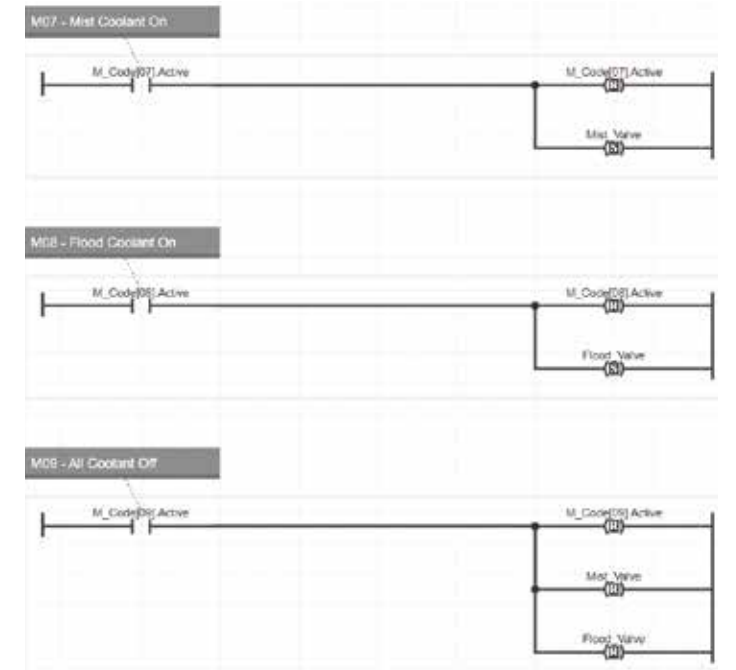 M07 - Mist Coolant On
M_Code[07].Active
M_Code[07].Active
(R)
Mist_Valve
(S)
M08 - Flood Coolant On
M_Code[08].Active
M_Code[08].Active
(R)
Flood_Valve
(S)
M09 - All Coolant Off
M_Code[09].Active
M_Code[09].Active
(R)
Mist_Valve
(R)
Flood_Valve
(R)